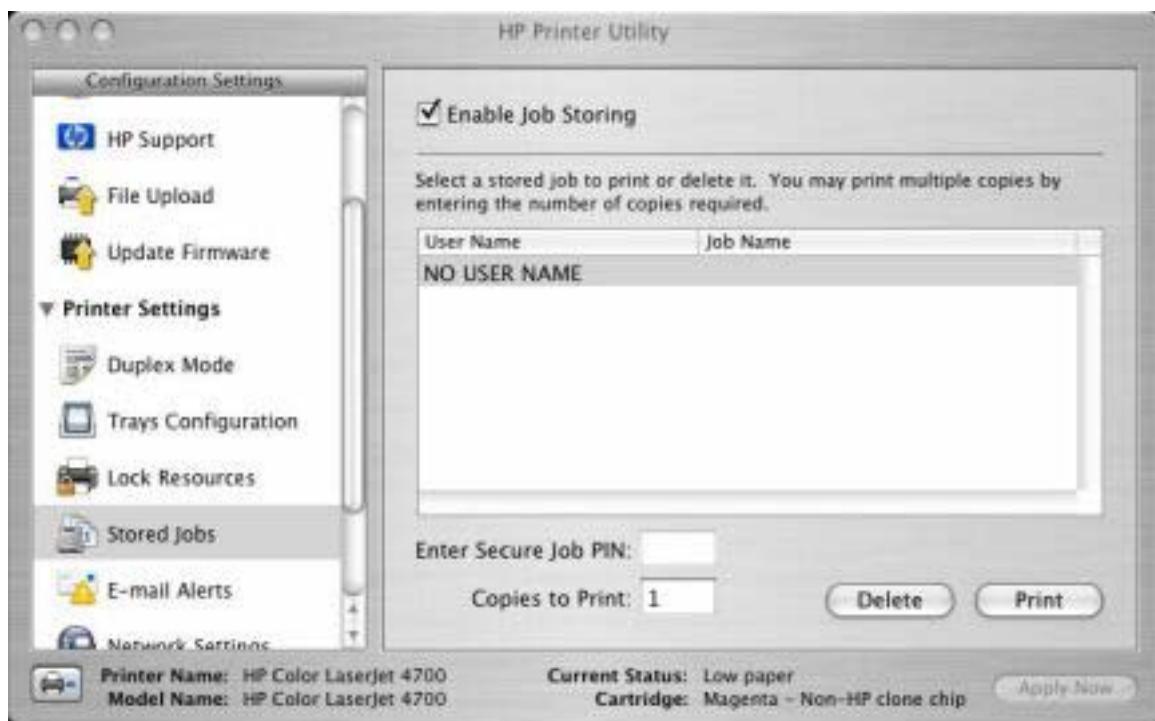 HP Printer Utility
Configuration Settings
HP Support
File Upload
Update Firmware
Printer Settings
Duplex Mode
Trays Configuration
Lock Resources
Stored Jobs
E-mail Alerts
Network Settings
Enable Job Storing
Select a stored job to print or delete it. You may print multiple copies by
entering the number of copies required.
User Name Job Name
NO USER NAME
Enter Secure Job PIN:
Copies to Print: 1
Delete Print
Printer Name: HP Color LaserJet 4700 Current Status: Low paper
Model Name: HP Color LaserJet 4700 Cartridge: Magenta - Non-HP clone chip
Apply Now